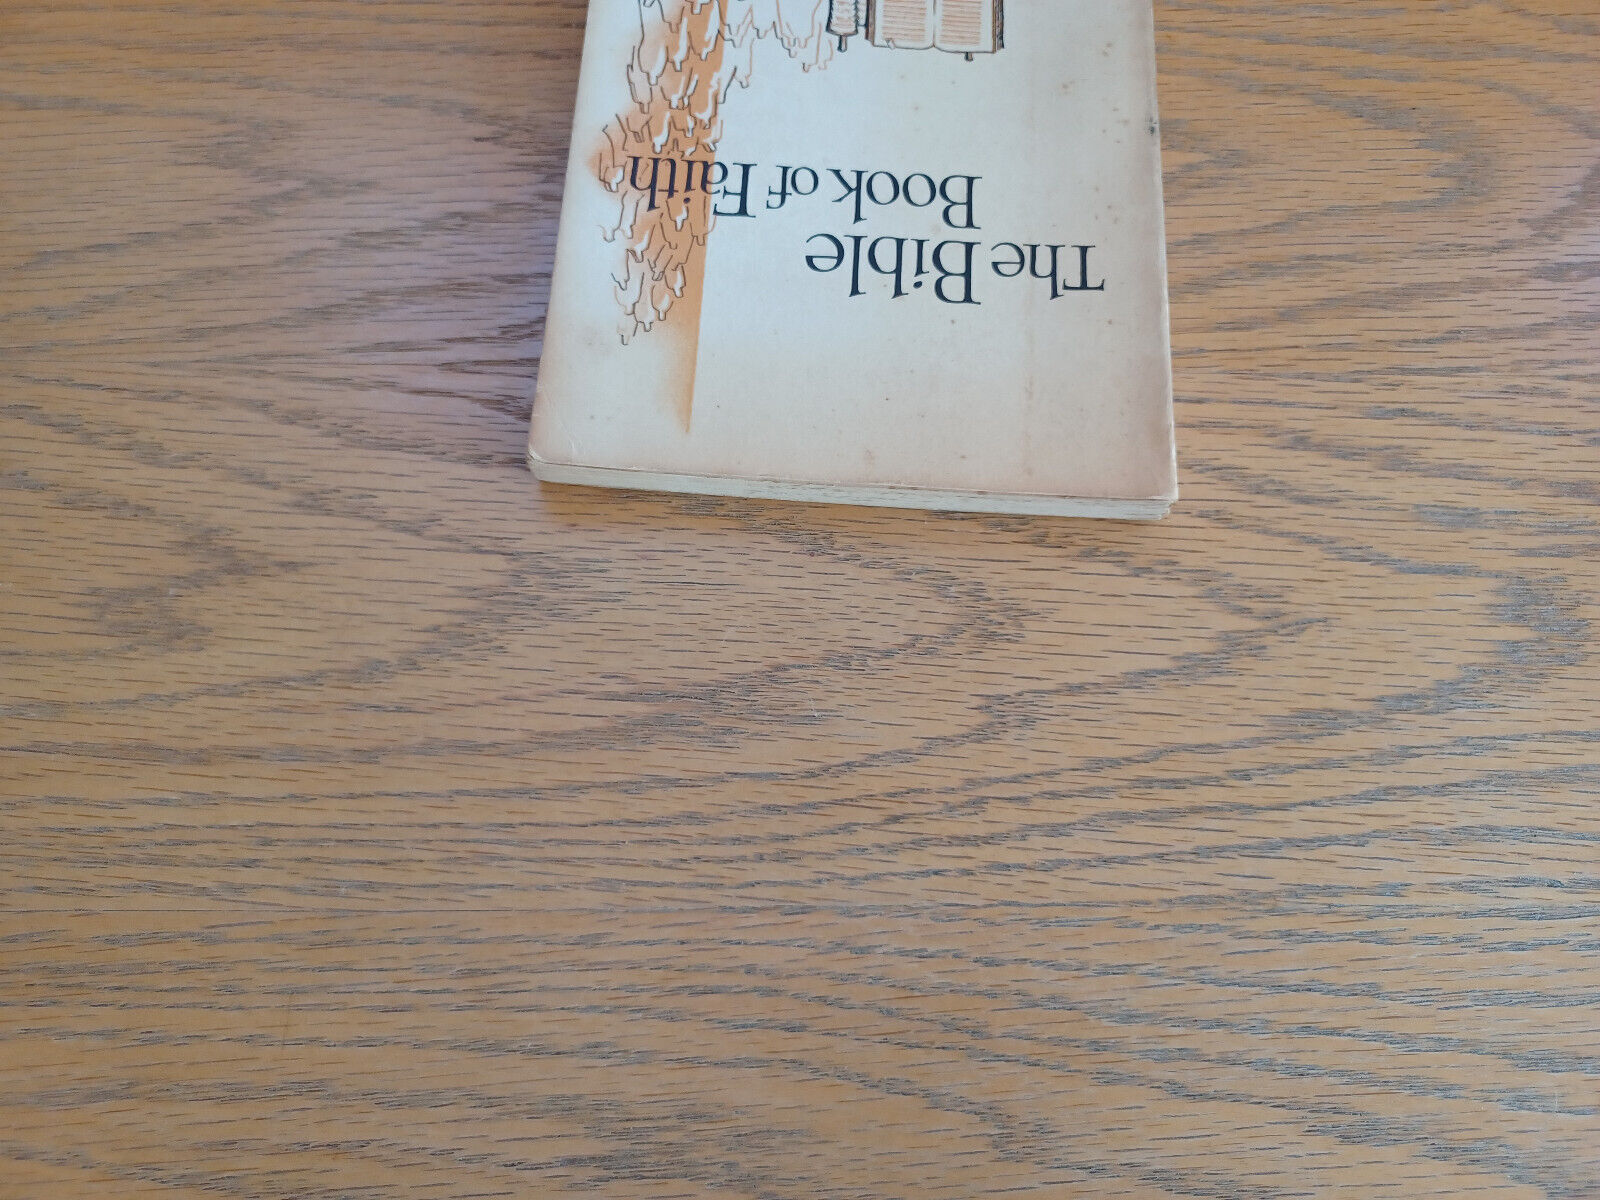 The Bible
Book of Faith